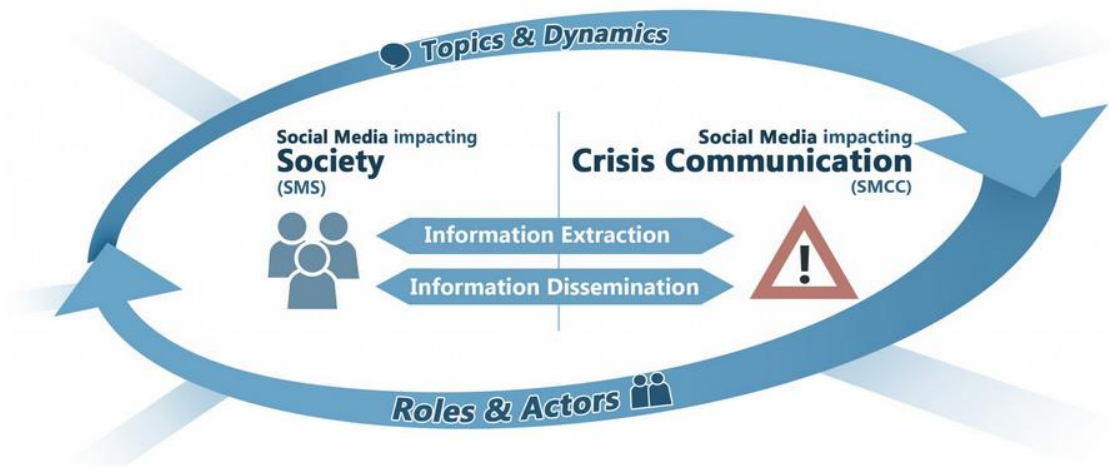 Topics & Dynamics
Social Media impacting
Society
(SMS)
Social Media impacting
Crisis Communication
(SMCC)
Information Extraction
Information Dissemination
!
Roles & Actors